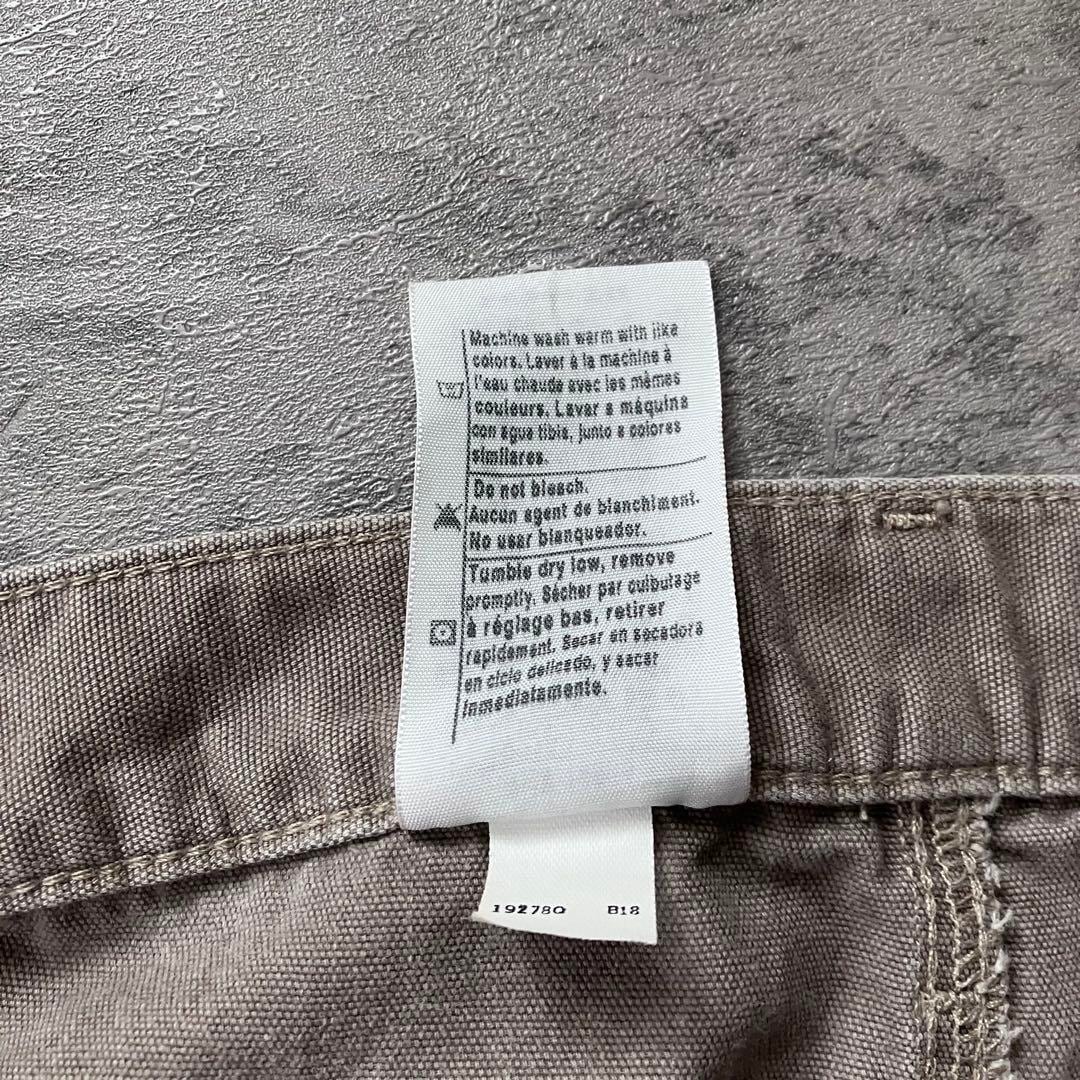 Machine wash warm with like
colors. Laver à la machine à
l'eau chaude avec les mêmes
couleurs. Lavar a máquina
con agua tibia, junto a colores
similares.
Do not bleach.
Aucun agent de blanchiment.
No usar blanqueador.
Tumble dry low, remove
promptly. Sécher par culbutage
à réglage bas, retirer
rapidement. Secar en secadora
en ciclo delicado, y sacar
inmediatamente.
19278Q B18